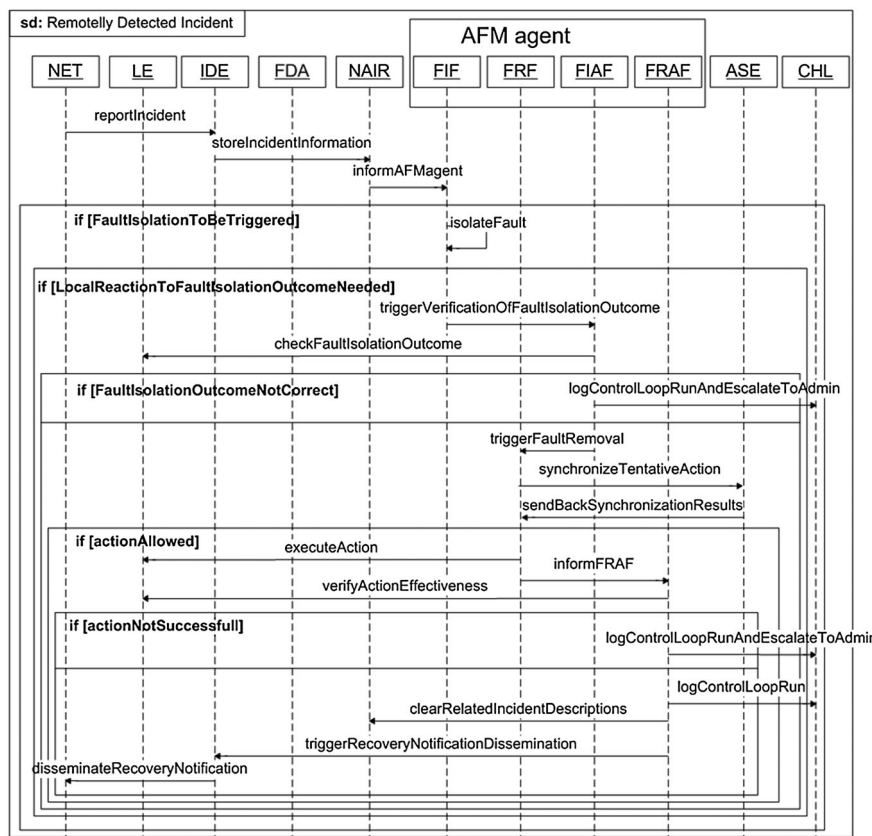 sd: Remotelly Detected Incident
AFM agent
NET LE IDE FDA NAIR FIF FRF FIAF FRAF ASE CHL
reportIncident
storeIncidentInformation
informAFMagent
if [FaultIsolationToBeTriggered]
isolateFault
if [LocalReactionToFaultIsolationOutcomeNeeded]
triggerVerificationOfFaultIsolationOutcome
checkFaultIsolationOutcome
if [FaultIsolationOutcomeNotCorrect]
logControlLoopRunAndEscalateToAdmin
triggerFaultRemoval
synchronizeTentativeAction
sendBackSynchronizationResults
if [actionAllowed]
executeAction
informFRAF
verifyActionEffectiveness
if [actionNotSuccessfull]
logControlLoopRunAndEscalateToAdmin
logControlLoopRun
clearRelatedIncidentDescriptions
triggerRecoveryNotificationDissemination
disseminateRecoveryNotification